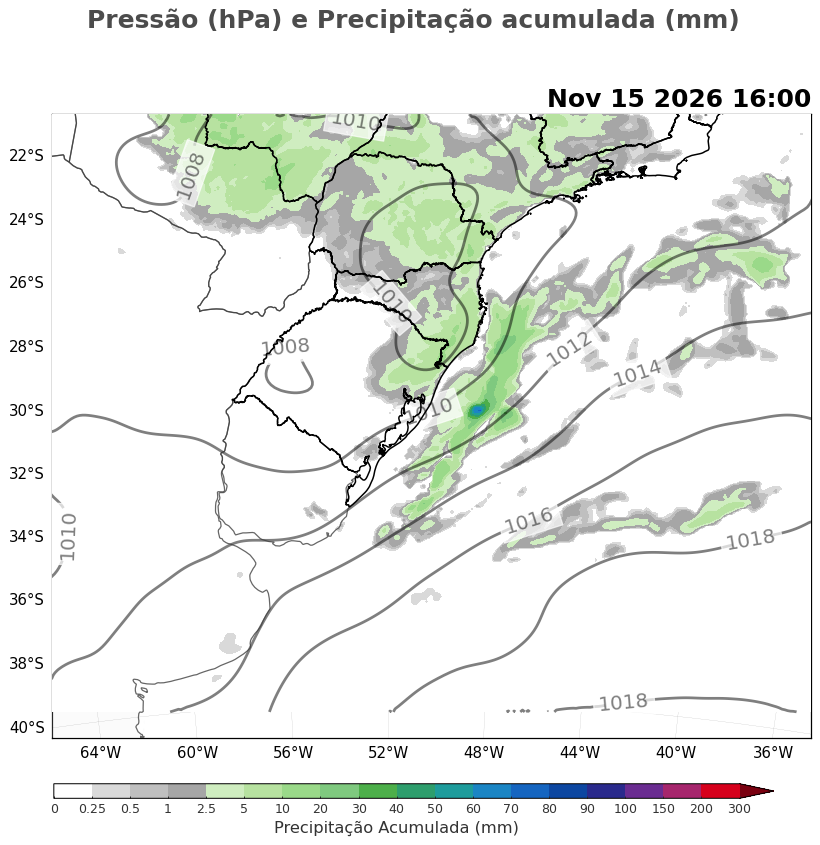 Pressão (hPa) e Precipitação acumulada (mm)
Nov 15 2026 16:00
1010
22°S
1008
24°S
26°S
1010
28°S
1008
1012
1014
30°S
1010
32°S
1016
34°S
1010
1018
36°S
38°S
1018
40°S
64°W 60°W 56°W 52°W 48°W 44°W 40°W 36°W
0 0.25 0.5 1 2.5 5 10 20 30 40 50 60 70 80 90 100 150 200 300
Precipitação Acumulada (mm)